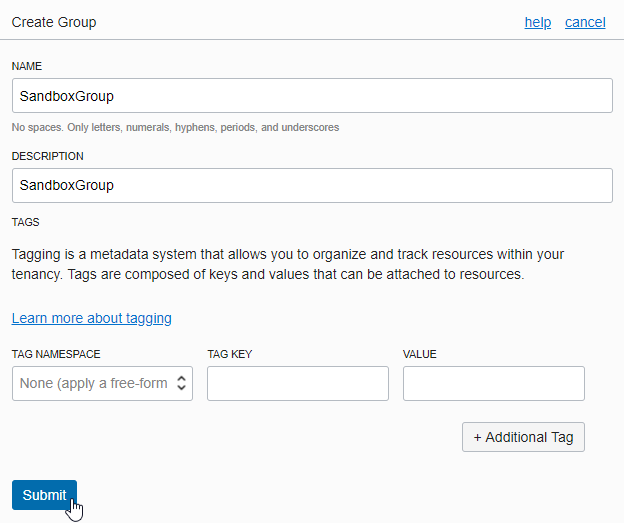 Create Group help cancel
NAME
SandboxGroup
No spaces. Only letters, numerals, hyphens, periods, and underscores
DESCRIPTION
SandboxGroup
TAGS
Tagging is a metadata system that allows you to organize and track resources within your
tenancy. Tags are composed of keys and values that can be attached to resources.
Learn more about tagging
TAG NAMESPACE TAG KEY VALUE
None (apply a free-form
+ Additional Tag
Submit